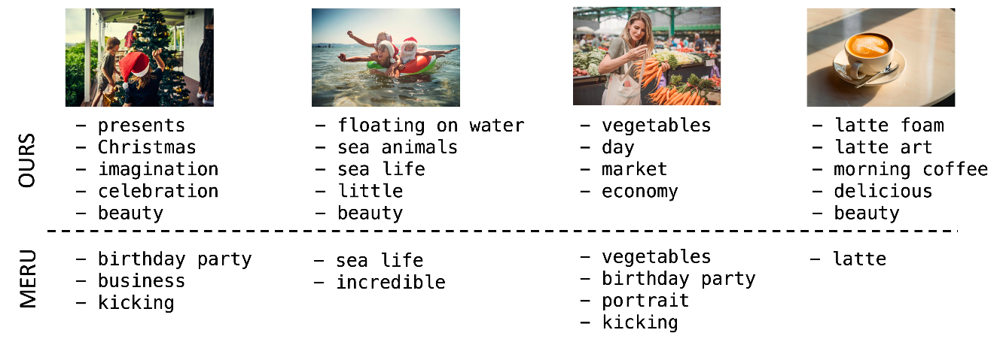 OURS
– presents
– Christmas
– imagination
– celebration
– beauty
– floating on water
– sea animals
– sea life
– little
– beauty
– vegetables
– day
– market
– economy
– latte foam
– latte art
– morning coffee
– delicious
– beauty
MERU
– birthday party
– business
– kicking
– sea life
– incredible
– vegetables
– birthday party
– portrait
– kicking
– latte